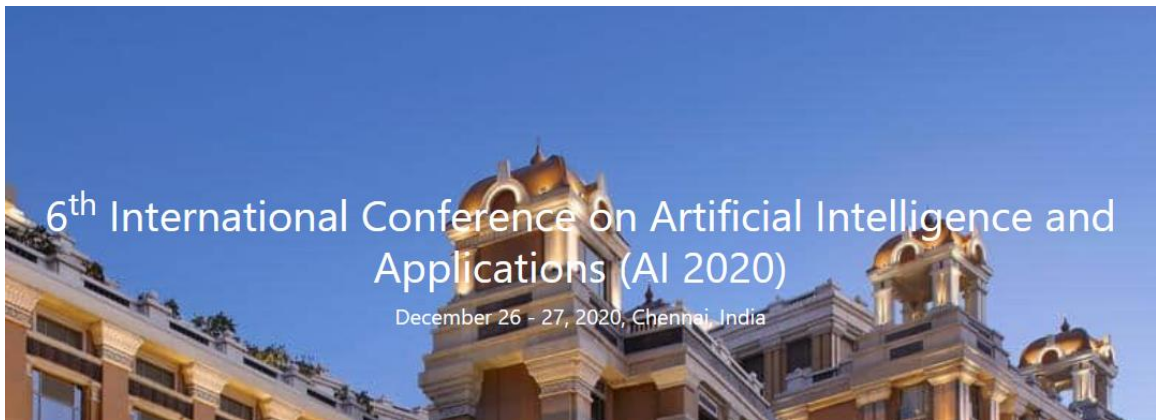 6th International Conference on Artificial Intelligence and
Applications (AI 2020)
December 26 - 27, 2020, Chennai, India